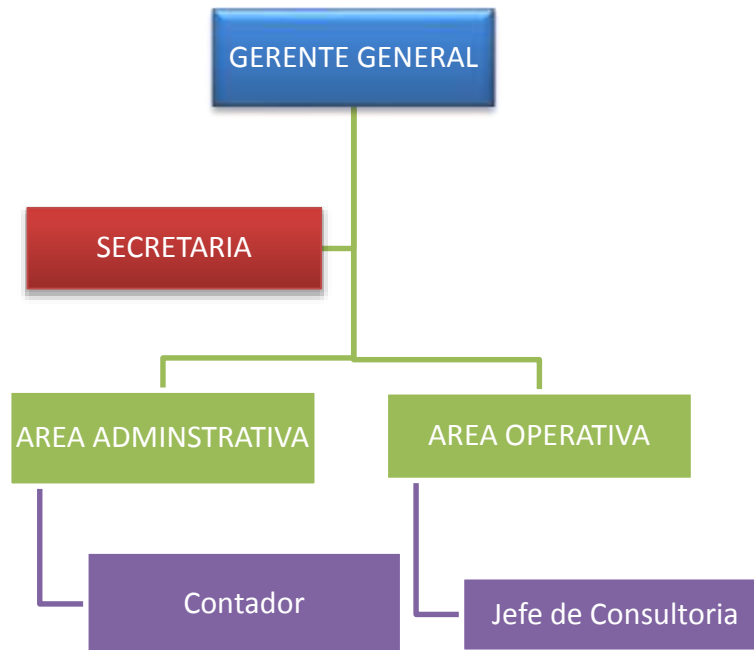 GERENTE GENERAL
SECRETARIA
AREA ADMINSTRATIVA
AREA OPERATIVA
Contador
Jefe de Consultoria